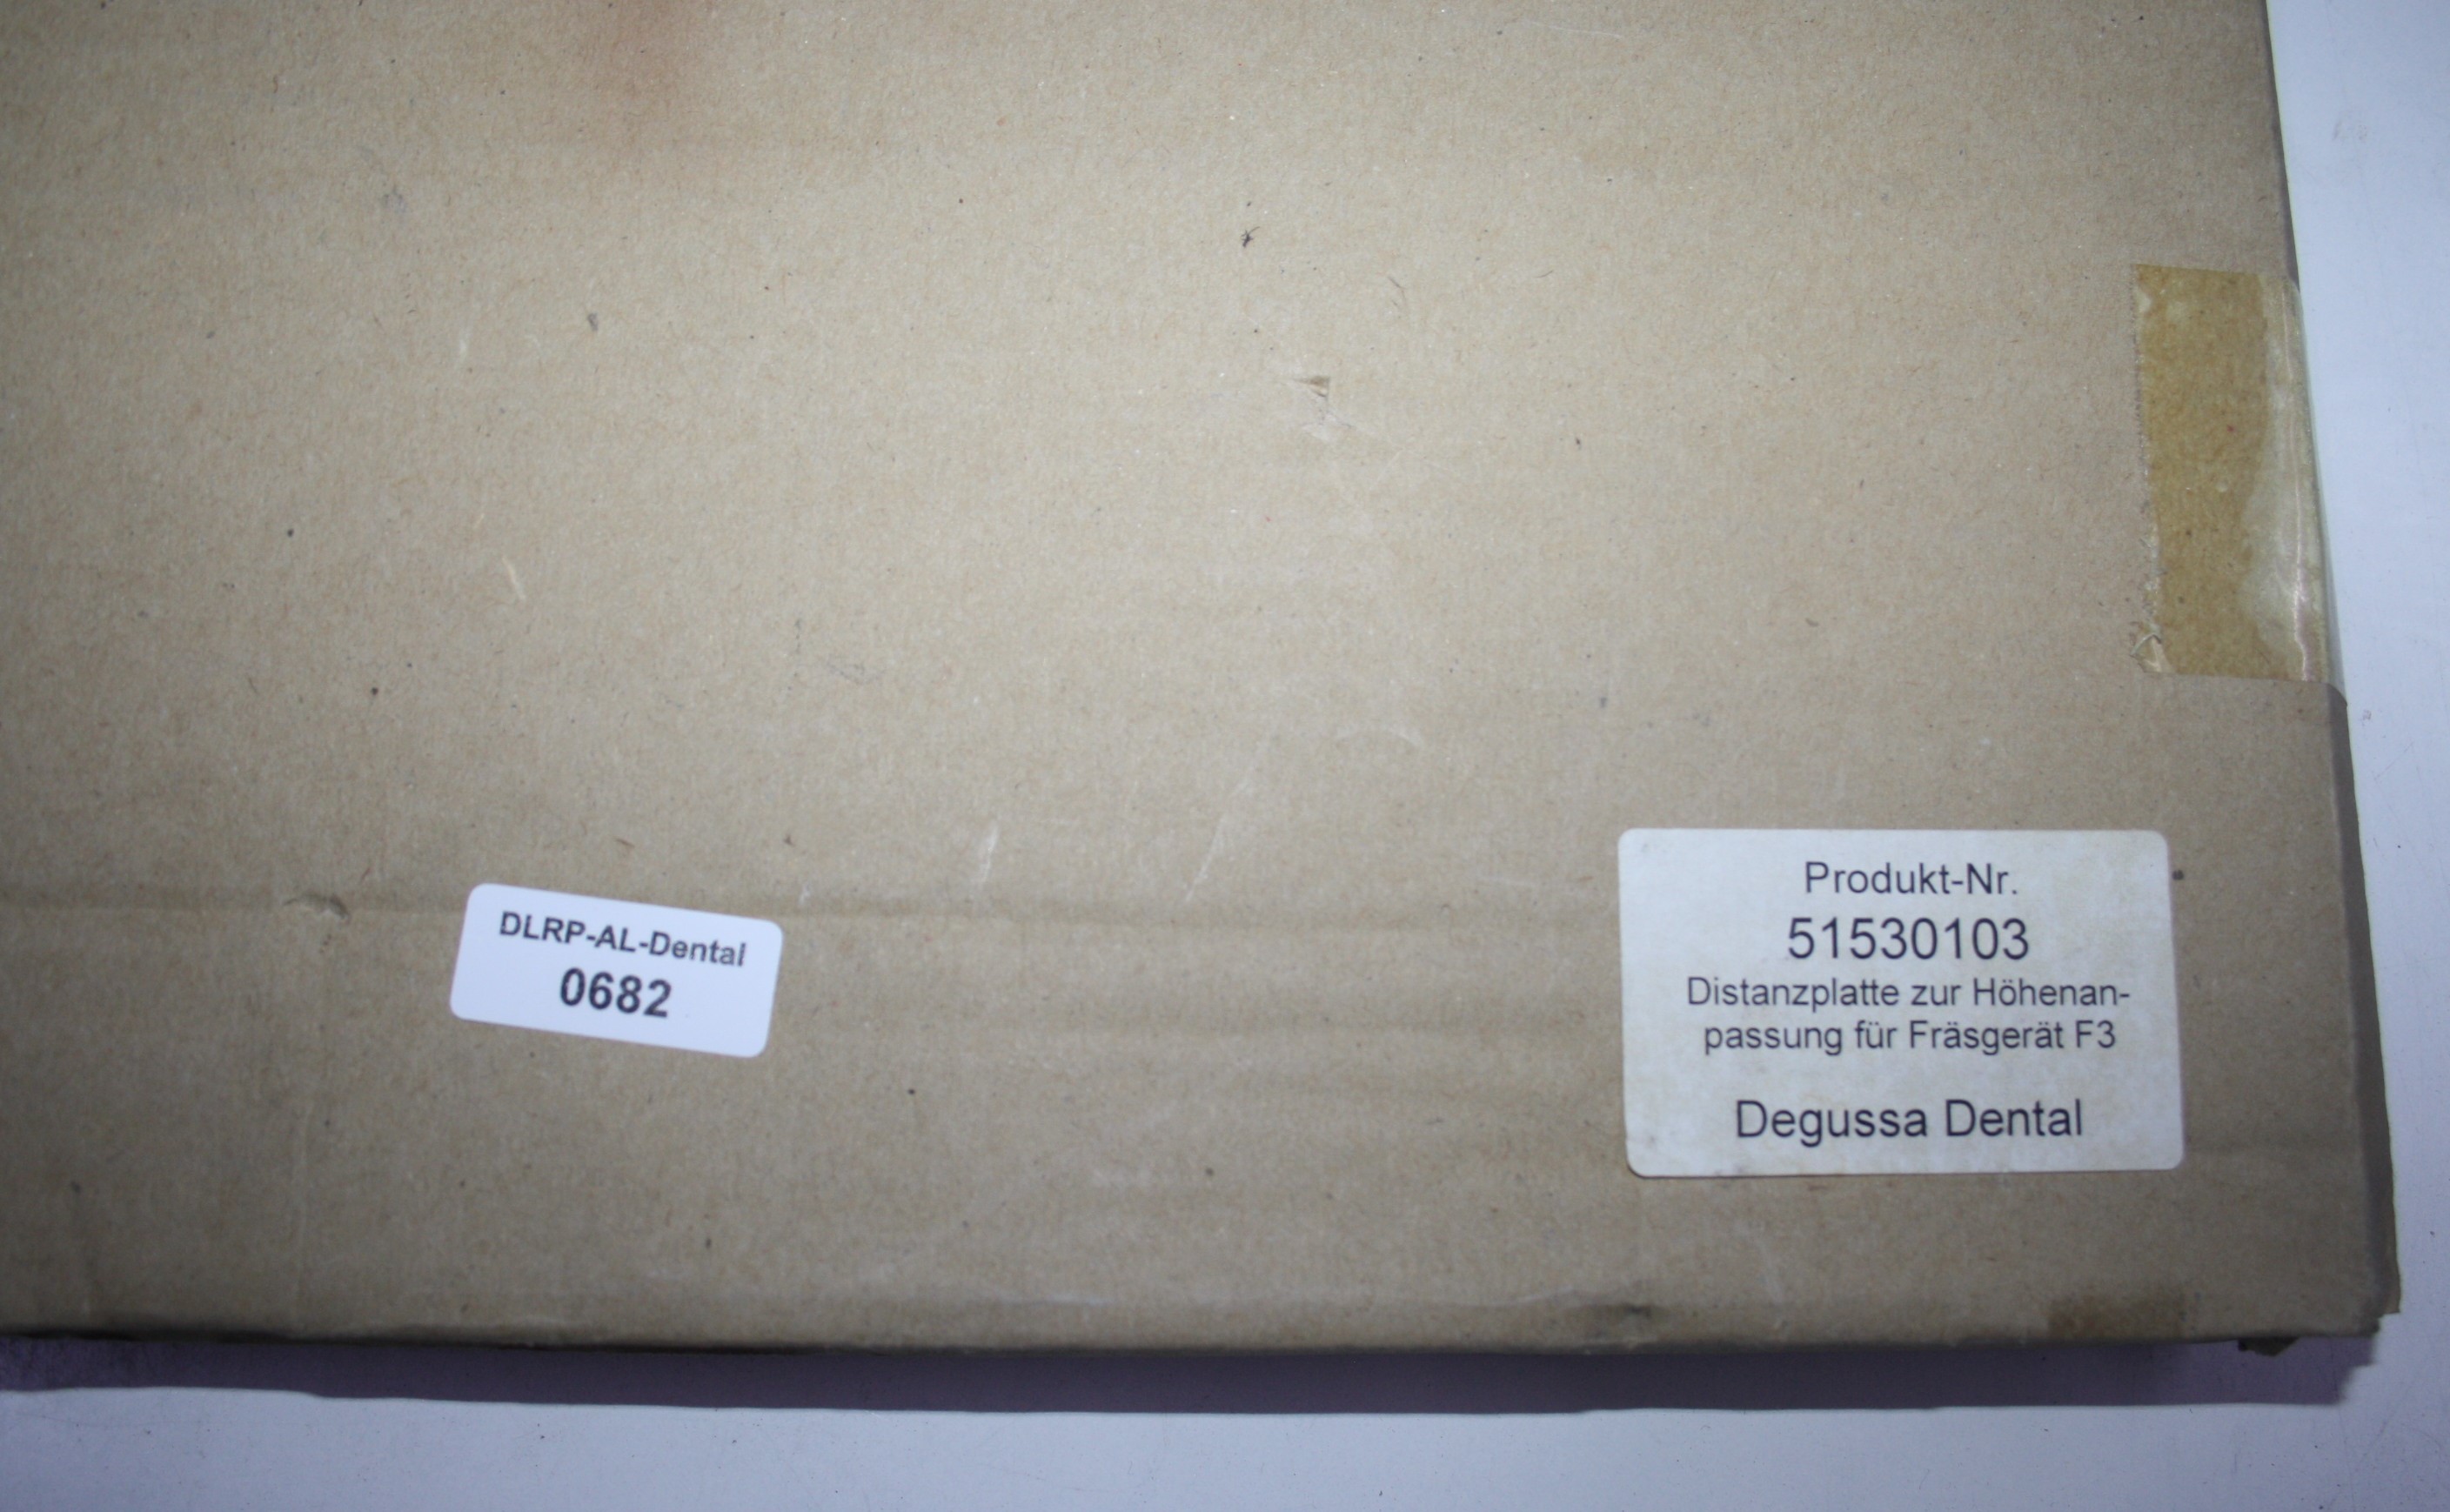 DLRP-AL-Dental
0682
Produkt-Nr.
51530103
Distanzplatte zur Höhenan-
passung für Fräsgerät F3
Degussa Dental